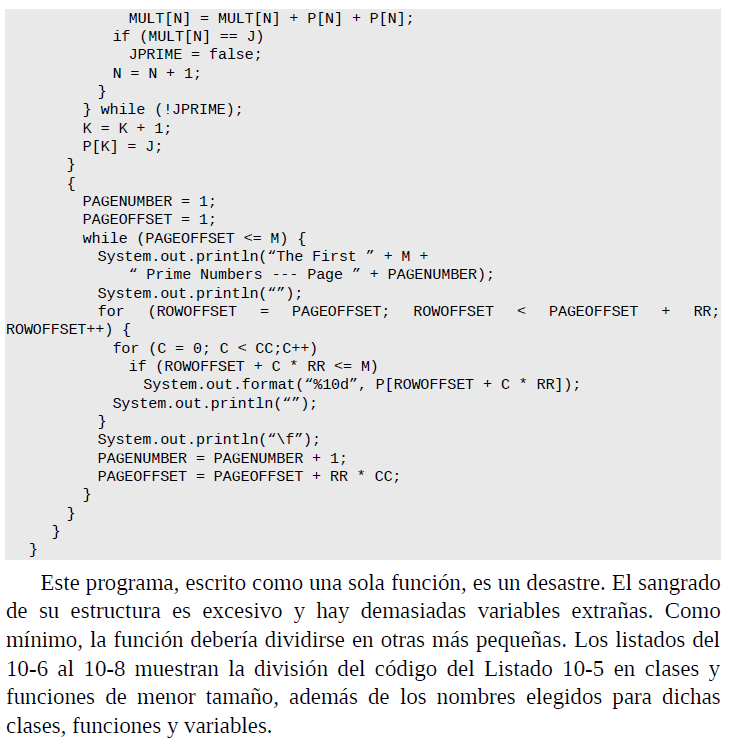 MULT[N] = MULT[N] + P[N] + P[N];
if (MULT[N] == J)
JPRIME = false;
N = N + 1;
}
} while (!JPRIME);
K = K + 1;
P[K] = J;
}
{
PAGENUMBER = 1;
PAGEOFFSET = 1;
while (PAGEOFFSET <= M) {
System.out.println(“The First ” + M +
“ Prime Numbers --- Page ” + PAGENUMBER);
System.out.println(“”);
for (ROWOFFSET = PAGEOFFSET; ROWOFFSET < PAGEOFFSET + RR;
ROWOFFSET++) {
for (C = 0; C < CC;C++)
if (ROWOFFSET + C * RR <= M)
System.out.format(“%10d”, P[ROWOFFSET + C * RR]);
System.out.println(“”);
}
System.out.println(“\f”);
PAGENUMBER = PAGENUMBER + 1;
PAGEOFFSET = PAGEOFFSET + RR * CC;
}
}
}
}
Este programa, escrito como una sola función, es un desastre. El sangrado
de su estructura es excesivo y hay demasiadas variables extrañas. Como
mínimo, la función debería dividirse en otras más pequeñas. Los listados del
10-6 al 10-8 muestran la división del código del Listado 10-5 en clases y
funciones de menor tamaño, además de los nombres elegidos para dichas
clases, funciones y variables.